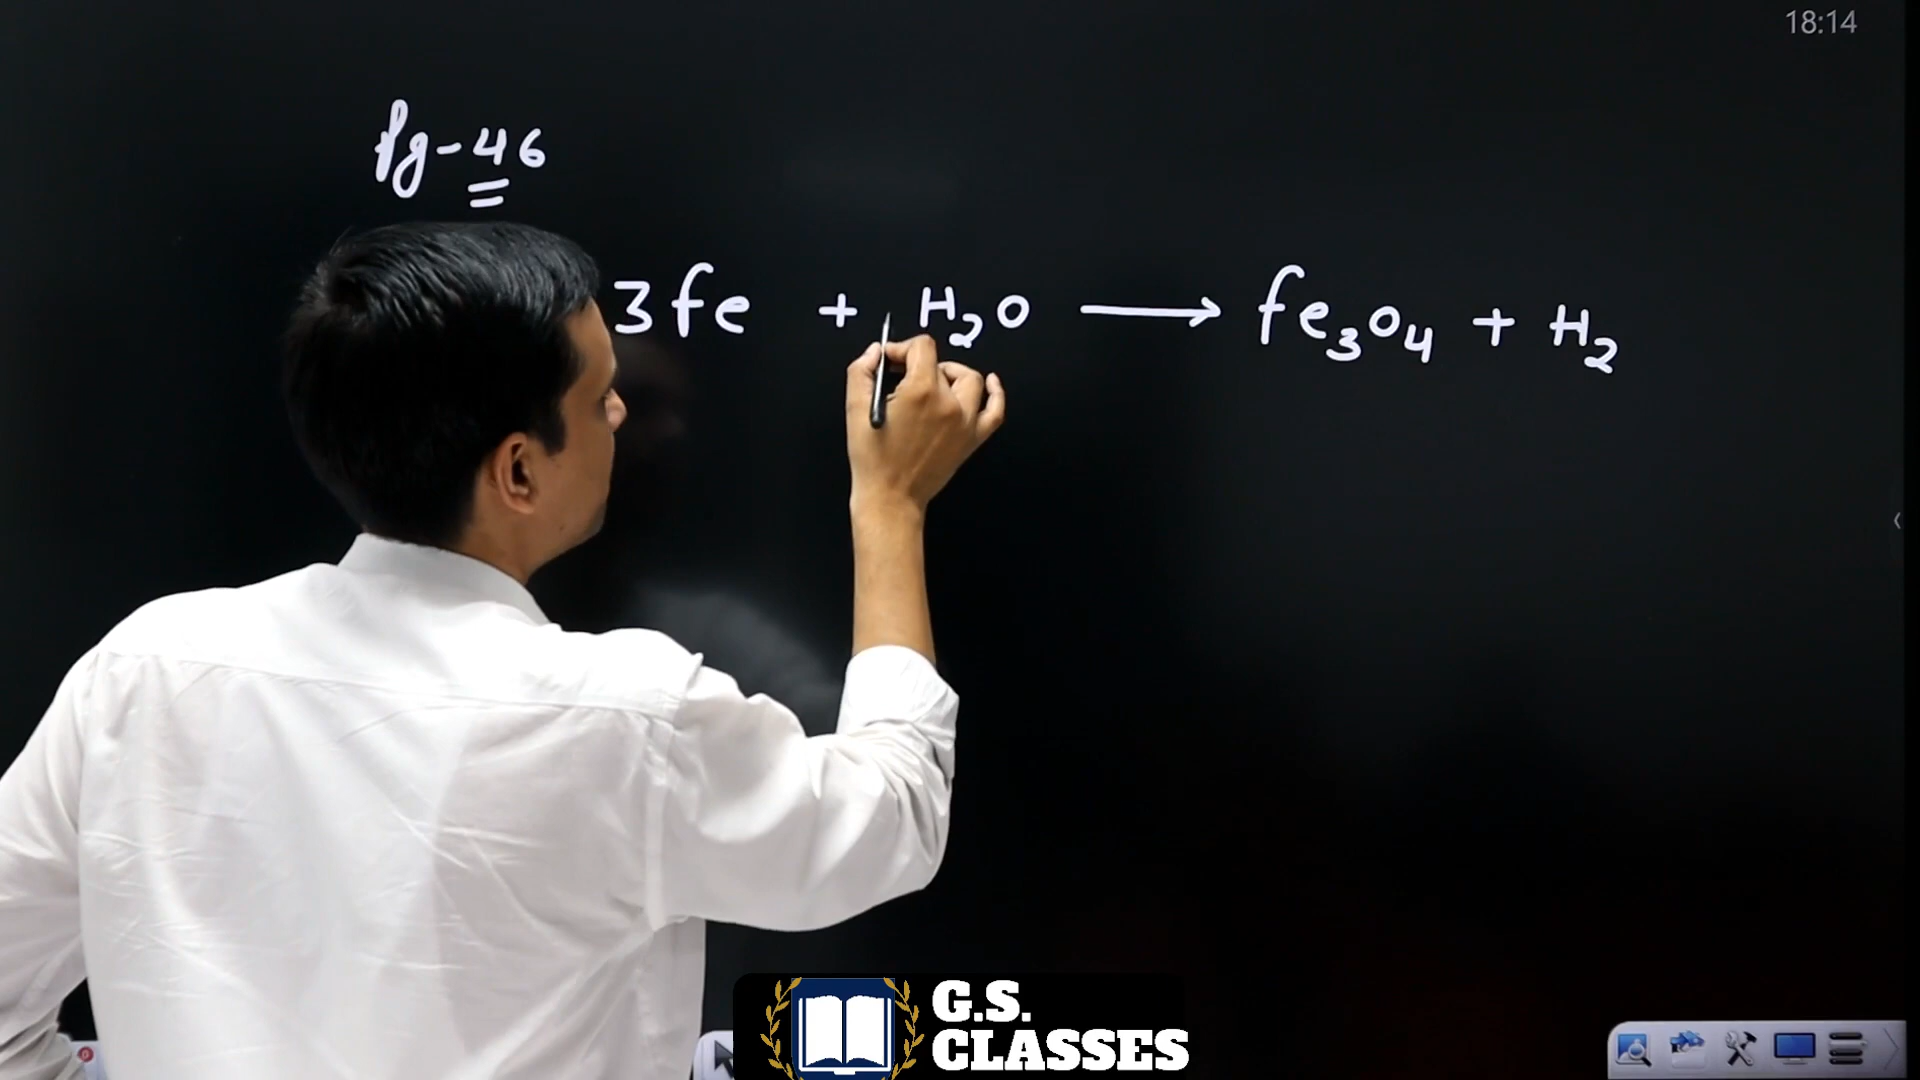 18:14
Pg-46
3fe + H₂O ⟶ fe₃O₄ + H₂
G.S.
CLASSES